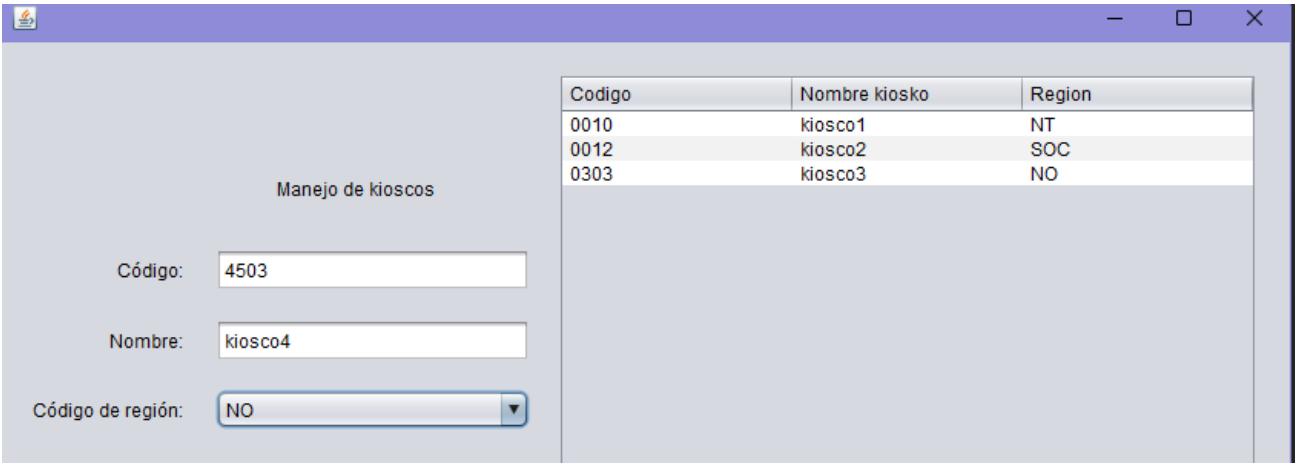 Manejo de kioscos
Código: 4503
Nombre: kiosco4
Código de región: NO
Codigo Nombre kiosko Region
0010 kiosco1 NT
0012 kiosco2 SOC
0303 kiosco3 NO